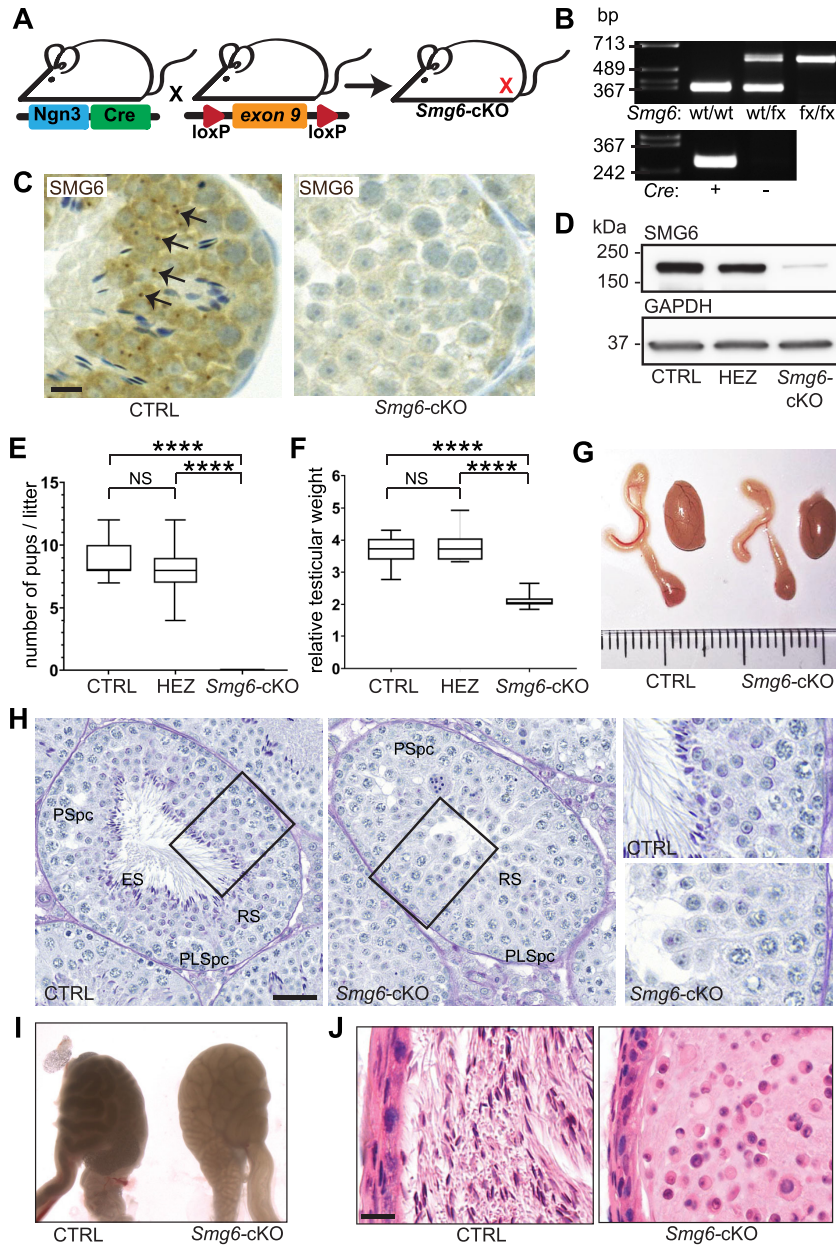 A
Ngn3 Cre
X
exon 9
loxP loxP
X
Smg6-cKO
B
bp
713
489
367
Smg6: wt/wt wt/fx fx/fx
367
242
Cre: + -
C
SMG6
SMG6
CTRL
Smg6-cKO
D
kDa
SMG6
250
150
GAPDH
37
CTRL HEZ Smg6-
cKO
E
****
NS ****
number of pups / litter
15
10
5
0
CTRL HEZ Smg6-cKO
F
****
NS ****
relative testicular weight
6
5
4
3
2
1
0
CTRL HEZ Smg6-cKO
G
CTRL Smg6-cKO
H
PSpc
ES
RS
PLSpc
CTRL
PSpc
RS
PLSpc
Smg6-cKO
CTRL
Smg6-cKO
I
CTRL Smg6-cKO
J
CTRL Smg6-cKO